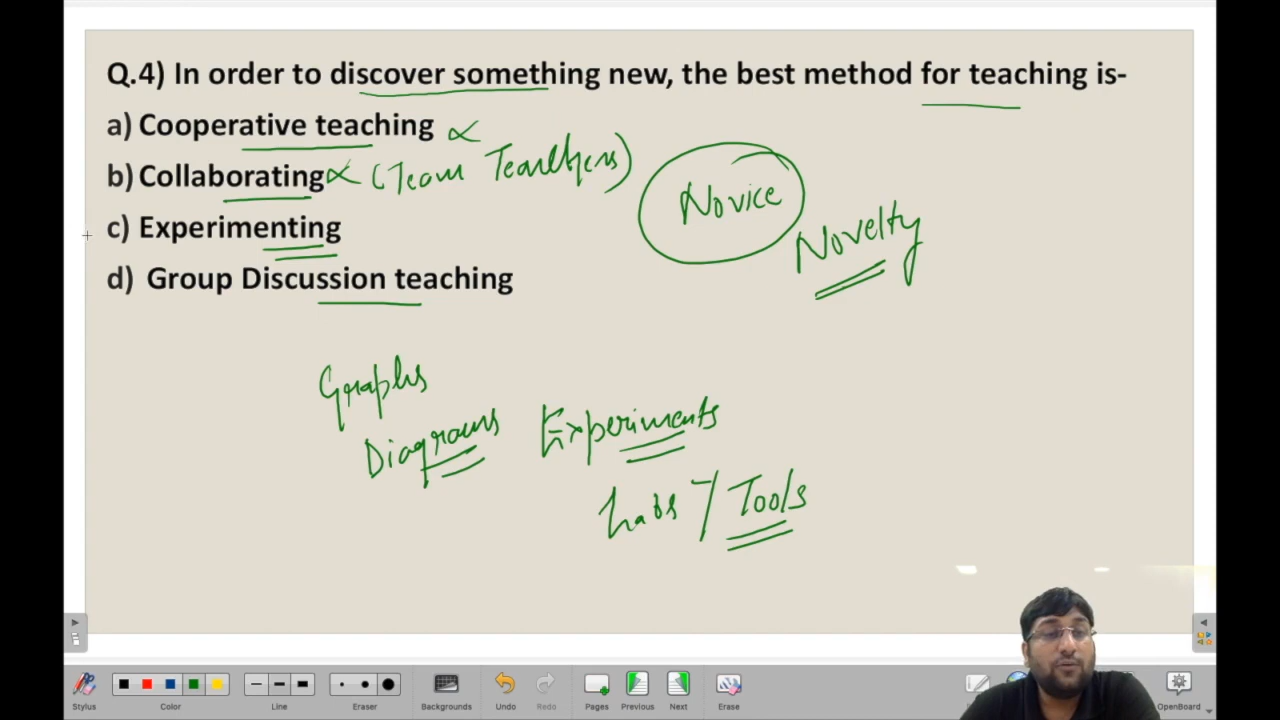 Q.4) In order to discover something new, the best method for teaching is-
a) Cooperative teaching
b) Collaborating (Team Teachers)
c) Experimenting
d) Group Discussion teaching
Novice
Novelty
Graphs
Diagrams
Experiments
Labs / Tools
Stylus
Color
Line
Eraser
Backgrounds
Undo
Redo
Pages
Previous
Next
Erase
OpenBoard